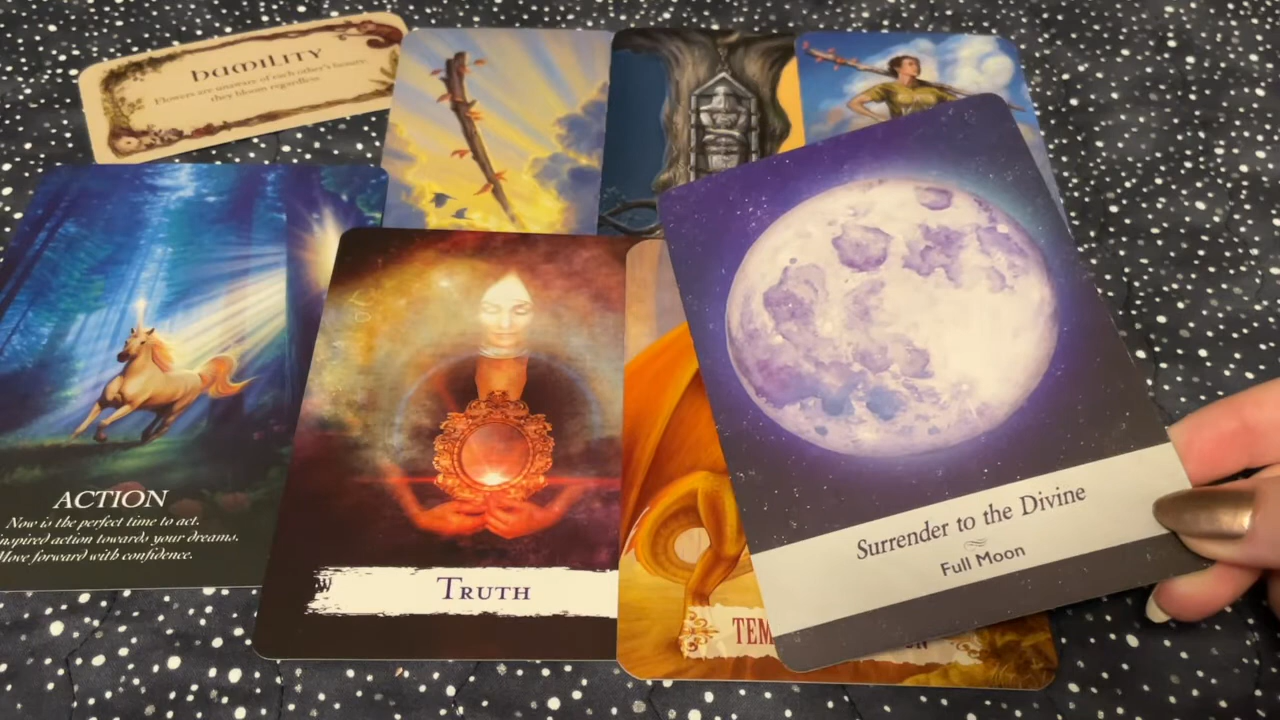 HUMILITY
Flowers are unaware of each other's beauty,
they bloom regardless.
ACTION
Now is the perfect time to act.
inspired action towards your dreams.
Move forward with confidence.
TRUTH
TEM
Surrender to the Divine
Full Moon